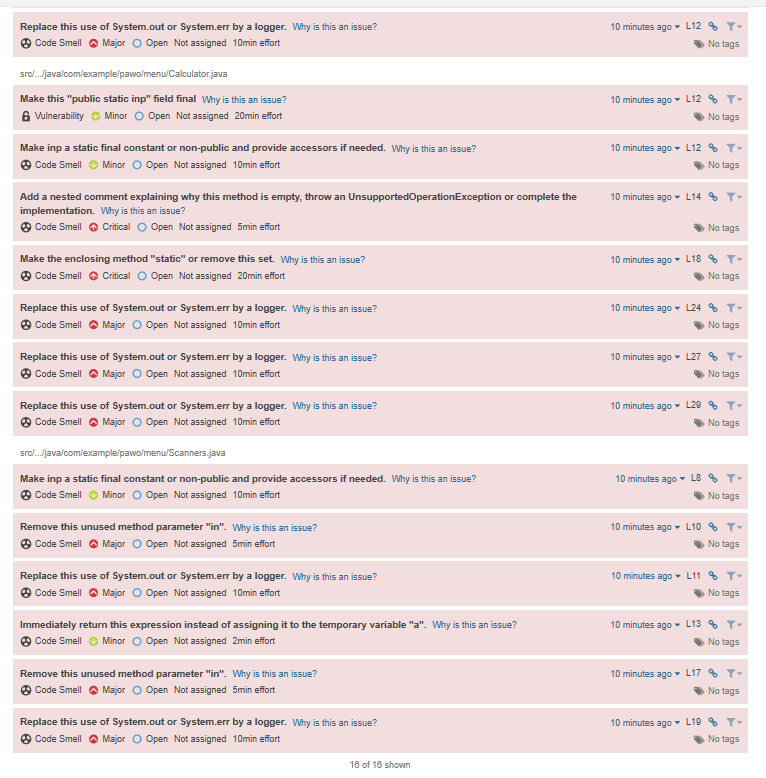 Replace this use of System.out or System.err by a logger. Why is this an issue? 10 minutes ago L12
Code Smell Major Open Not assigned 10min effort No tags
src/.../java/com/example/pawo/menu/Calculator.java
Make this "public static inp" field final Why is this an issue? 10 minutes ago L12
Vulnerability Minor Open Not assigned 20min effort No tags
Make inp a static final constant or non-public and provide accessors if needed. Why is this an issue? 10 minutes ago L12
Code Smell Minor Open Not assigned 10min effort No tags
Add a nested comment explaining why this method is empty, throw an UnsupportedOperationException or complete the 10 minutes ago L14
implementation. Why is this an issue?
Code Smell Critical Open Not assigned 5min effort No tags
Make the enclosing method "static" or remove this set. Why is this an issue? 10 minutes ago L18
Code Smell Critical Open Not assigned 20min effort No tags
Replace this use of System.out or System.err by a logger. Why is this an issue? 10 minutes ago L24
Code Smell Major Open Not assigned 10min effort No tags
Replace this use of System.out or System.err by a logger. Why is this an issue? 10 minutes ago L27
Code Smell Major Open Not assigned 10min effort No tags
Replace this use of System.out or System.err by a logger. Why is this an issue? 10 minutes ago L29
Code Smell Major Open Not assigned 10min effort No tags
src/.../java/com/example/pawo/menu/Scanners.java
Make inp a static final constant or non-public and provide accessors if needed. Why is this an issue? 10 minutes ago L8
Code Smell Minor Open Not assigned 10min effort No tags
Remove this unused method parameter "in". Why is this an issue? 10 minutes ago L10
Code Smell Major Open Not assigned 5min effort No tags
Replace this use of System.out or System.err by a logger. Why is this an issue? 10 minutes ago L11
Code Smell Major Open Not assigned 10min effort No tags
Immediately return this expression instead of assigning it to the temporary variable "a". Why is this an issue? 10 minutes ago L13
Code Smell Minor Open Not assigned 2min effort No tags
Remove this unused method parameter "in". Why is this an issue? 10 minutes ago L17
Code Smell Major Open Not assigned 5min effort No tags
Replace this use of System.out or System.err by a logger. Why is this an issue? 10 minutes ago L19
Code Smell Major Open Not assigned 10min effort No tags
16 of 16 shown